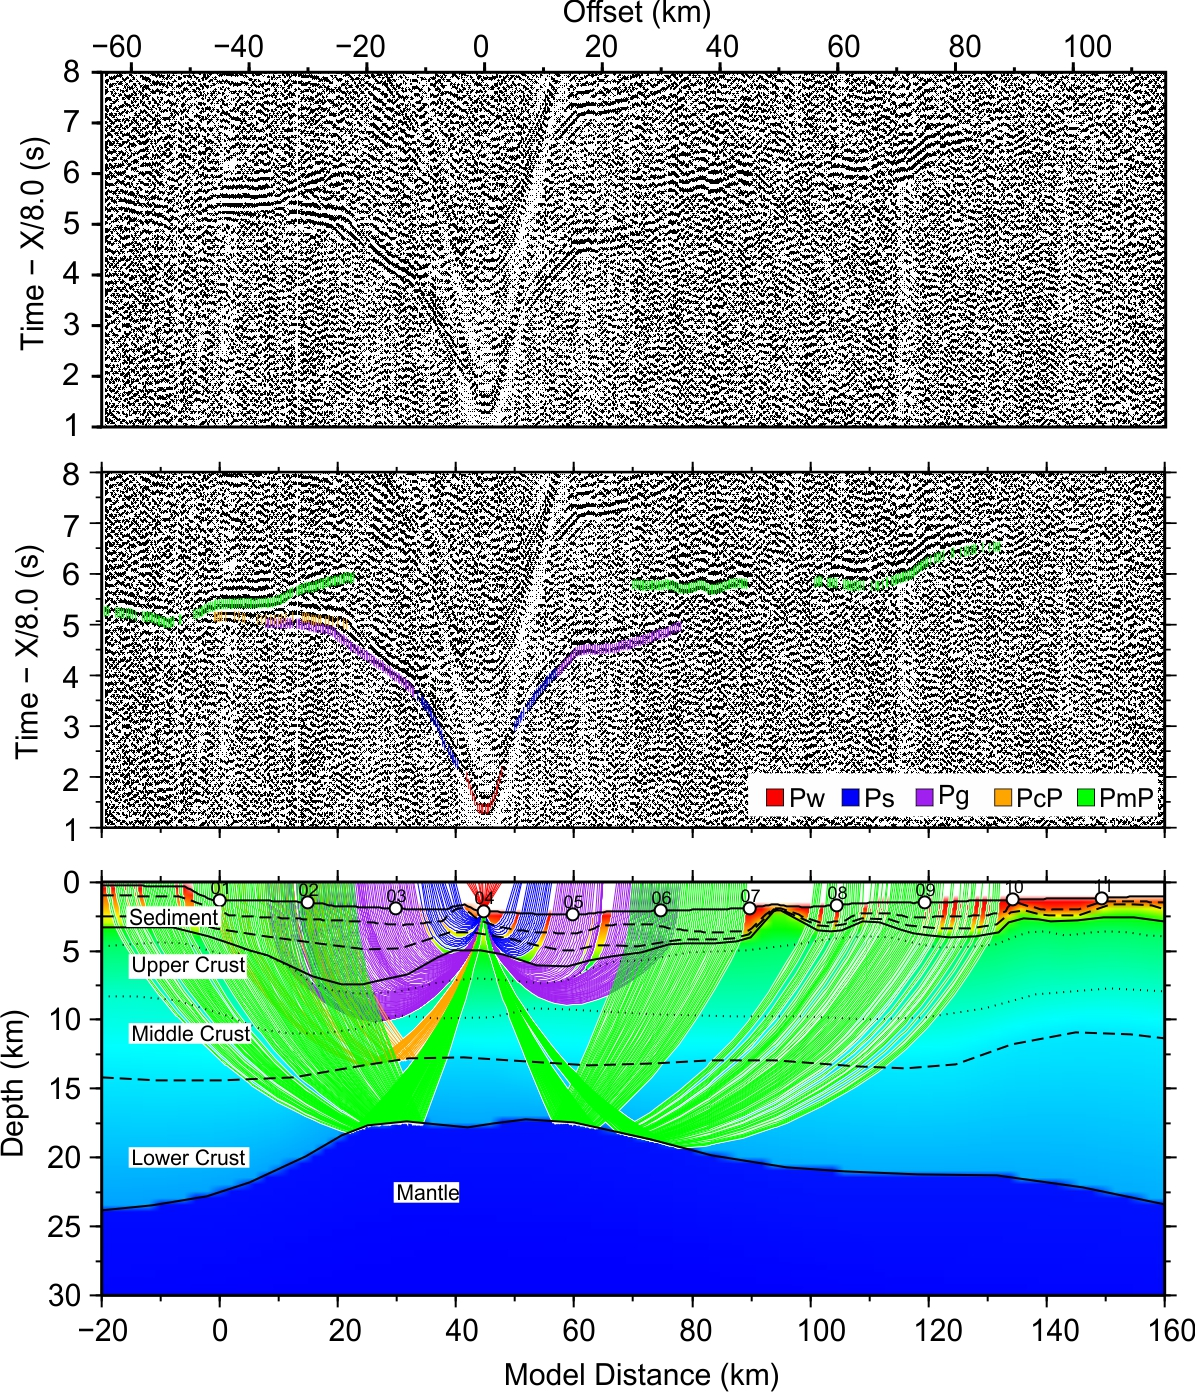 Offset (km)
−60 −40 −20 0 20 40 60 80 100
8
7
6
5
4
3
2
1
Time − X/8.0 (s)
8
7
6
5
4
3
2
1
Time − X/8.0 (s)
Pw Ps Pg PcP PmP
0
5
10
15
20
25
30
Depth (km)
01 02 03 04 05 06 07 08 09 10
Sediment
Upper Crust
Middle Crust
Lower Crust
Mantle
−20 0 20 40 60 80 100 120 140 160
Model Distance (km)